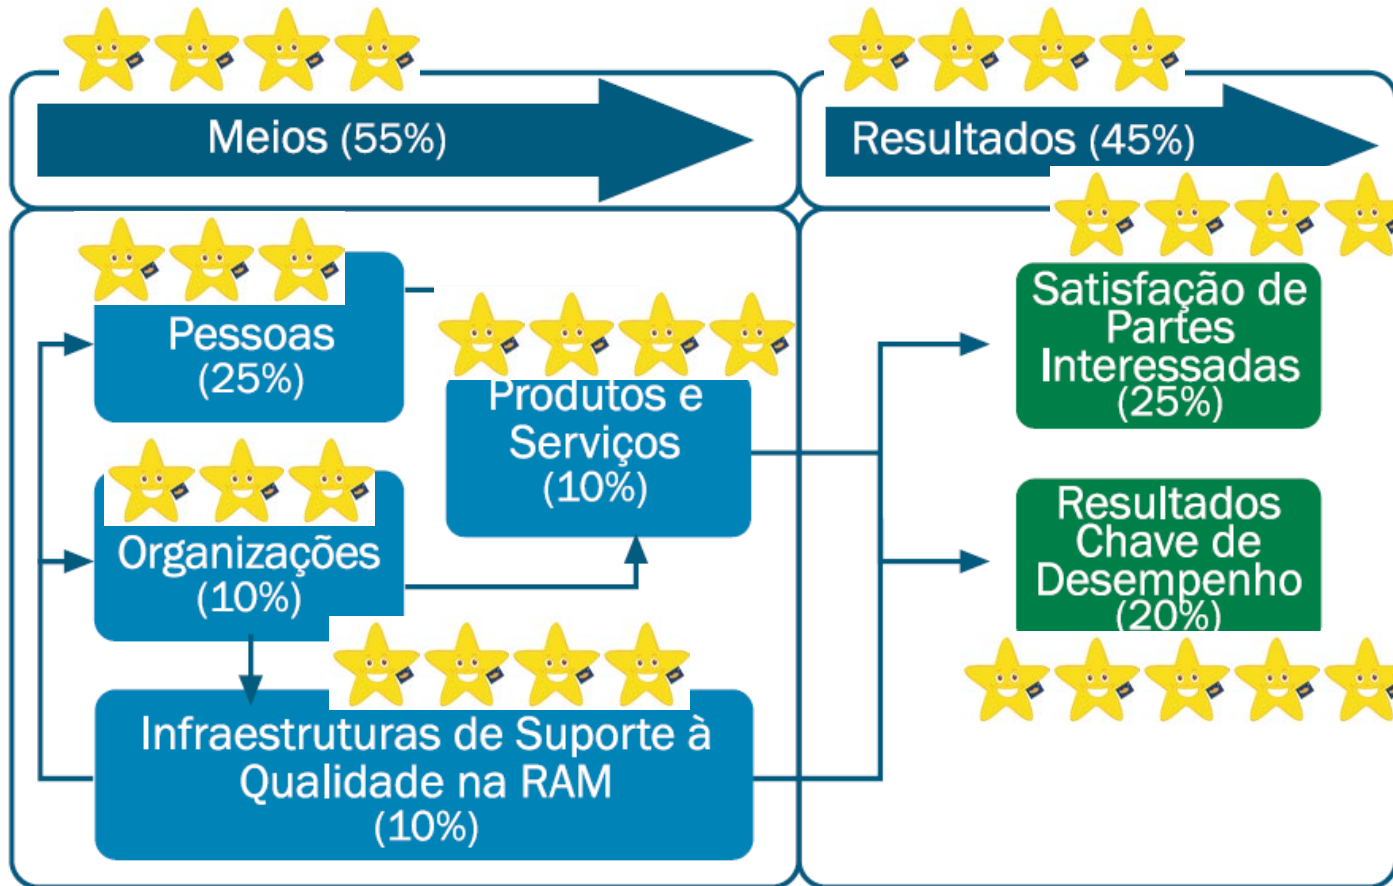 Meios (55%)
Resultados (45%)
Pessoas
(25%)
Organizações
(10%)
Produtos e
Serviços
(10%)
Infraestruturas de Suporte à
Qualidade na RAM
(10%)
Satisfação de
Partes
Interessadas
(25%)
Resultados
Chave de
Desempenho
(20%)